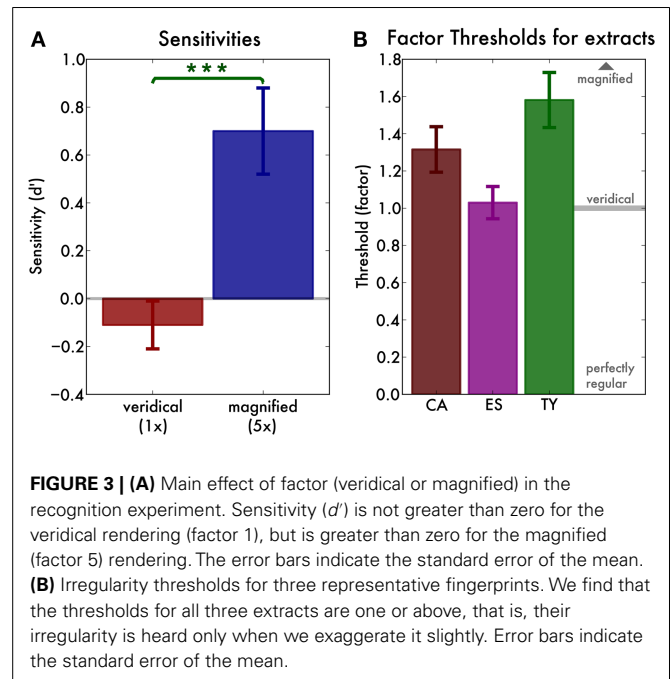 A
Sensitivities
1.0
0.8
0.6
0.4
0.2
0.0
−0.2
−0.4
Sensitivity (d')
***
veridical
(1x)
magnified
(5x)
B
Factor Thresholds for extracts
1.8
1.6
1.4
1.2
1.0
0.8
0.6
0.4
0.2
0.0
Threshold (factor)
magnified
veridical
perfectly
regular
CA
ES
TY
FIGURE 3 | (A) Main effect of factor (veridical or magnified) in the
recognition experiment. Sensitivity (d′) is not greater than zero for the
veridical rendering (factor 1), but is greater than zero for the magnified
(factor 5) rendering. The error bars indicate the standard error of the mean.
(B) Irregularity thresholds for three representative fingerprints. We find that
the thresholds for all three extracts are one or above, that is, their
irregularity is heard only when we exaggerate it slightly. Error bars indicate
the standard error of the mean.